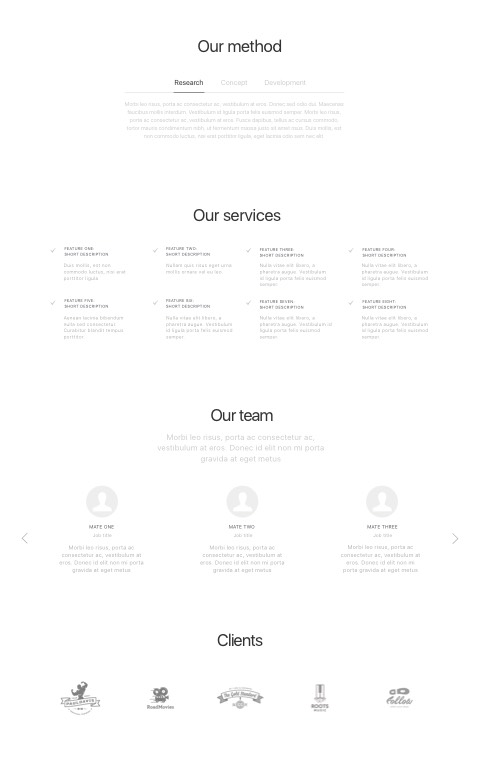 Our method
Research Concept Development
Morbi leo risus, porta ac consectetur ac, vestibulum at eros. Donec sed odio dui. Maecenas
faucibus mollis interdum. Vestibulum id ligula porta felis euismod semper. Morbi leo risus,
porta ac consectetur ac, vestibulum at eros. Fusce dapibus, tellus ac cursus commodo,
tortor mauris condimentum nibh, ut fermentum massa justo sit amet risus. Duis mollis, est
non commodo luctus, nisi erat porttitor ligula, eget lacinia odio sem nec elit.
Our services
FEATURE ONE:
SHORT DESCRIPTION
Duis mollis, est non
commodo luctus, nisi erat
porttitor ligula
FEATURE TWO:
SHORT DESCRIPTION
Nullam quis risus eget urna
mollis ornare vel eu leo.
FEATURE THREE:
SHORT DESCRIPTION
Nulla vitae elit libero, a
pharetra augue. Vestibulum
id ligula porta felis euismod
semper.
FEATURE FOUR:
SHORT DESCRIPTION
Nulla vitae elit libero, a
pharetra augue. Vestibulum
id ligula porta felis euismod
semper.
FEATURE FIVE:
SHORT DESCRIPTION
Aenean lacinia bibendum
nulla sed consectetur.
Curabitur blandit tempus
porttitor.
FEATURE SIX:
SHORT DESCRIPTION
Nulla vitae elit libero, a
pharetra augue. Vestibulum
id ligula porta felis euismod
semper.
FEATURE SEVEN:
SHORT DESCRIPTION
Nulla vitae elit libero, a
pharetra augue. Vestibulum id
id ligula porta felis euismod
semper.
FEATURE EIGHT:
SHORT DESCRIPTION
Nulla vitae elit libero, a
pharetra augue. Vestibulum
id ligula porta felis euismod
semper.
Our team
Morbi leo risus, porta ac consectetur ac,
vestibulum at eros. Donec id elit non mi porta
gravida at eget metus
MATE ONE
Job title
Morbi leo risus, porta ac
consectetur ac, vestibulum at
eros. Donec id elit non mi porta
gravida at eget metus
MATE TWO
Job title
Morbi leo risus, porta ac
consectetur ac, vestibulum at
eros. Donec id elit non mi porta
gravida at eget metus
MATE THREE
Job title
Morbi leo risus, porta ac
consectetur ac, vestibulum at
eros. Donec id elit non mi porta
gravida at eget metus
Clients
RoadMovies
The Gold Standard
ROOTS